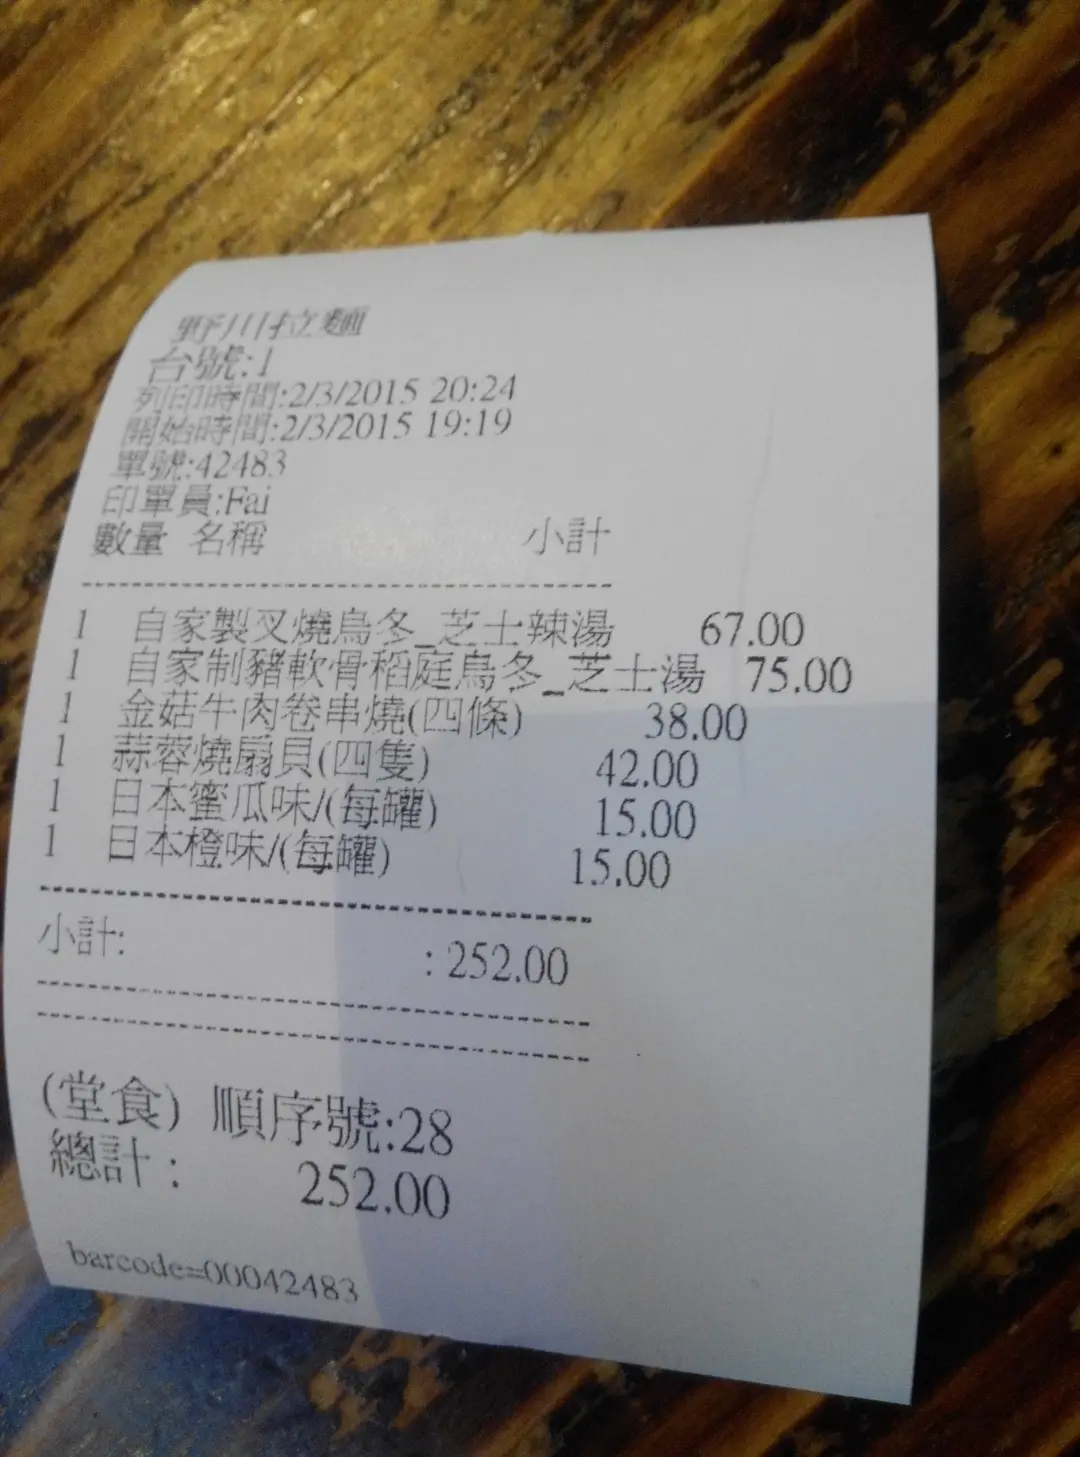 野川拉麵
台號:1
列印時間:2/3/2015 20:24
開始時間:2/3/2015 19:19
單號:42483
印單員:Fai
數量 名稱 小計
1 自家製叉燒烏冬_芝士辣湯 67.00
1 自家制豬軟骨稻庭烏冬_芝士湯 75.00
1 金菇牛肉卷串燒(四條) 38.00
1 蒜蓉燒扇貝(四隻) 42.00
1 日本蜜瓜味/(每罐) 15.00
1 日本橙味/(每罐) 15.00
小計: : 252.00
(堂食) 順序號:28
總計: 252.00
barcode=00042483